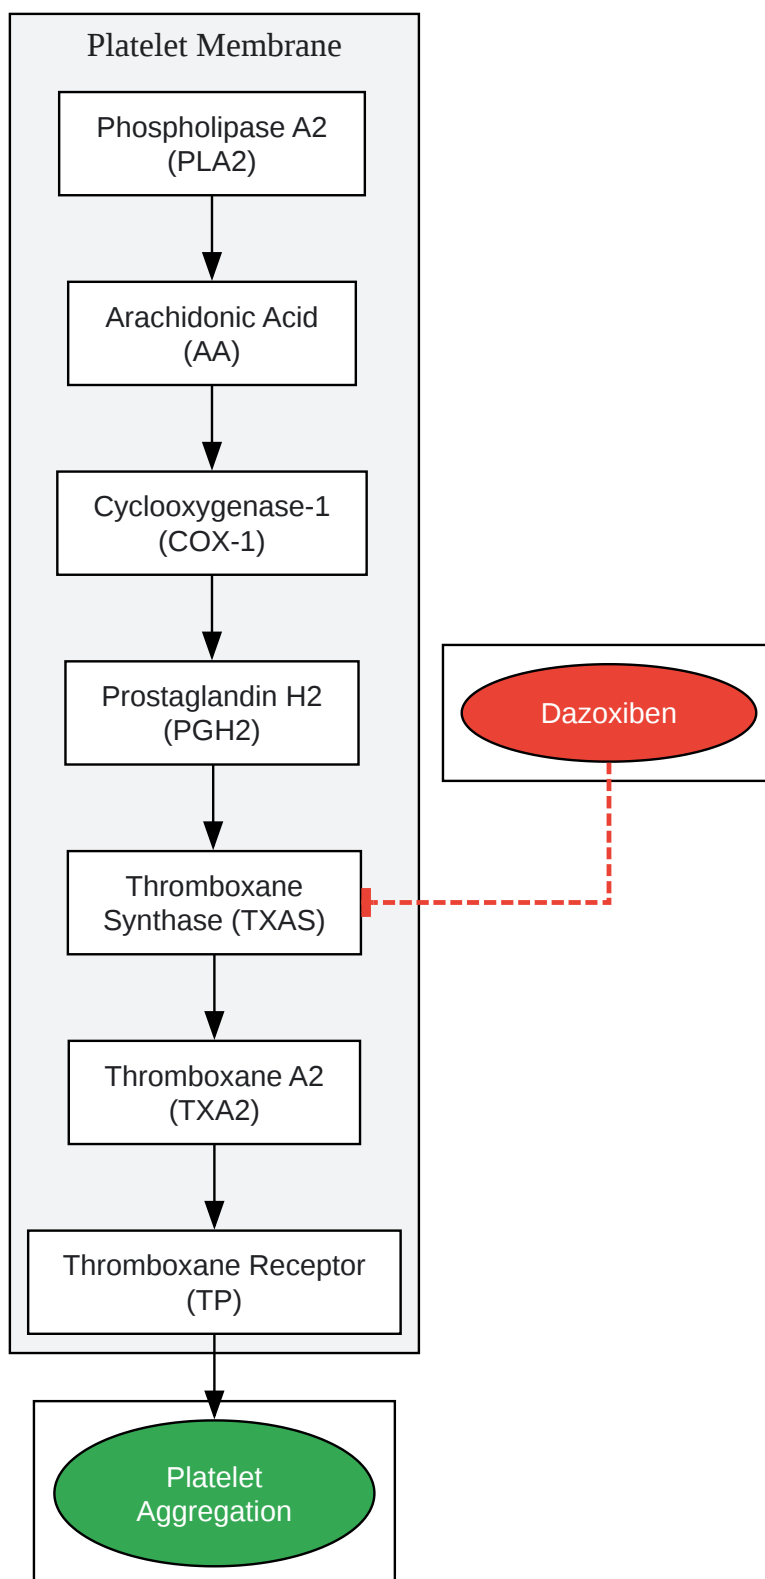 Platelet Membrane
Phospholipase A2
(PLA2)
Arachidonic Acid
(AA)
Cyclooxygenase-1
(COX-1)
Prostaglandin H2
(PGH2)
Dazoxiben
Thromboxane
Synthase (TXAS)
Thromboxane A2
(TXA2)
Thromboxane Receptor
(TP)
Platelet
Aggregation